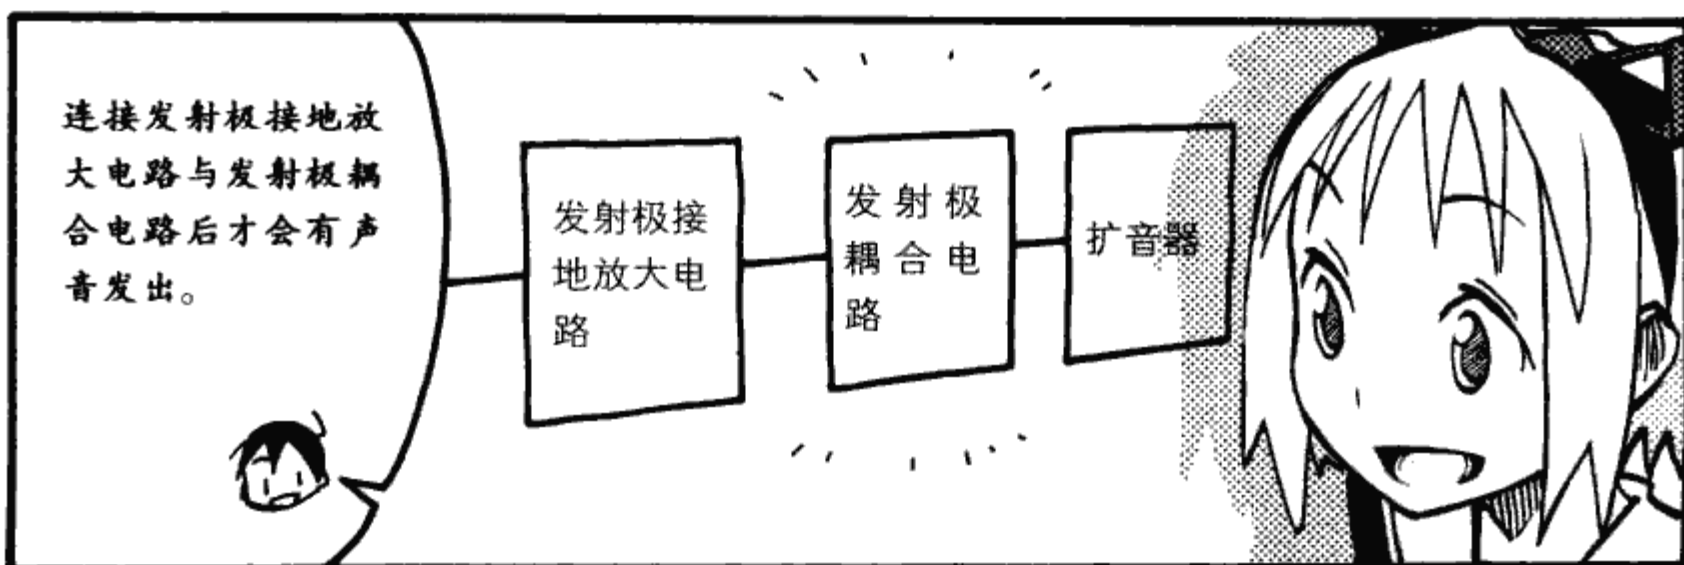 连接发射极接地放
大电路与发射极耦
合电路后才会有声
音发出。
发射极接
地放大电
路
发射极
耦合电
路
扩音器